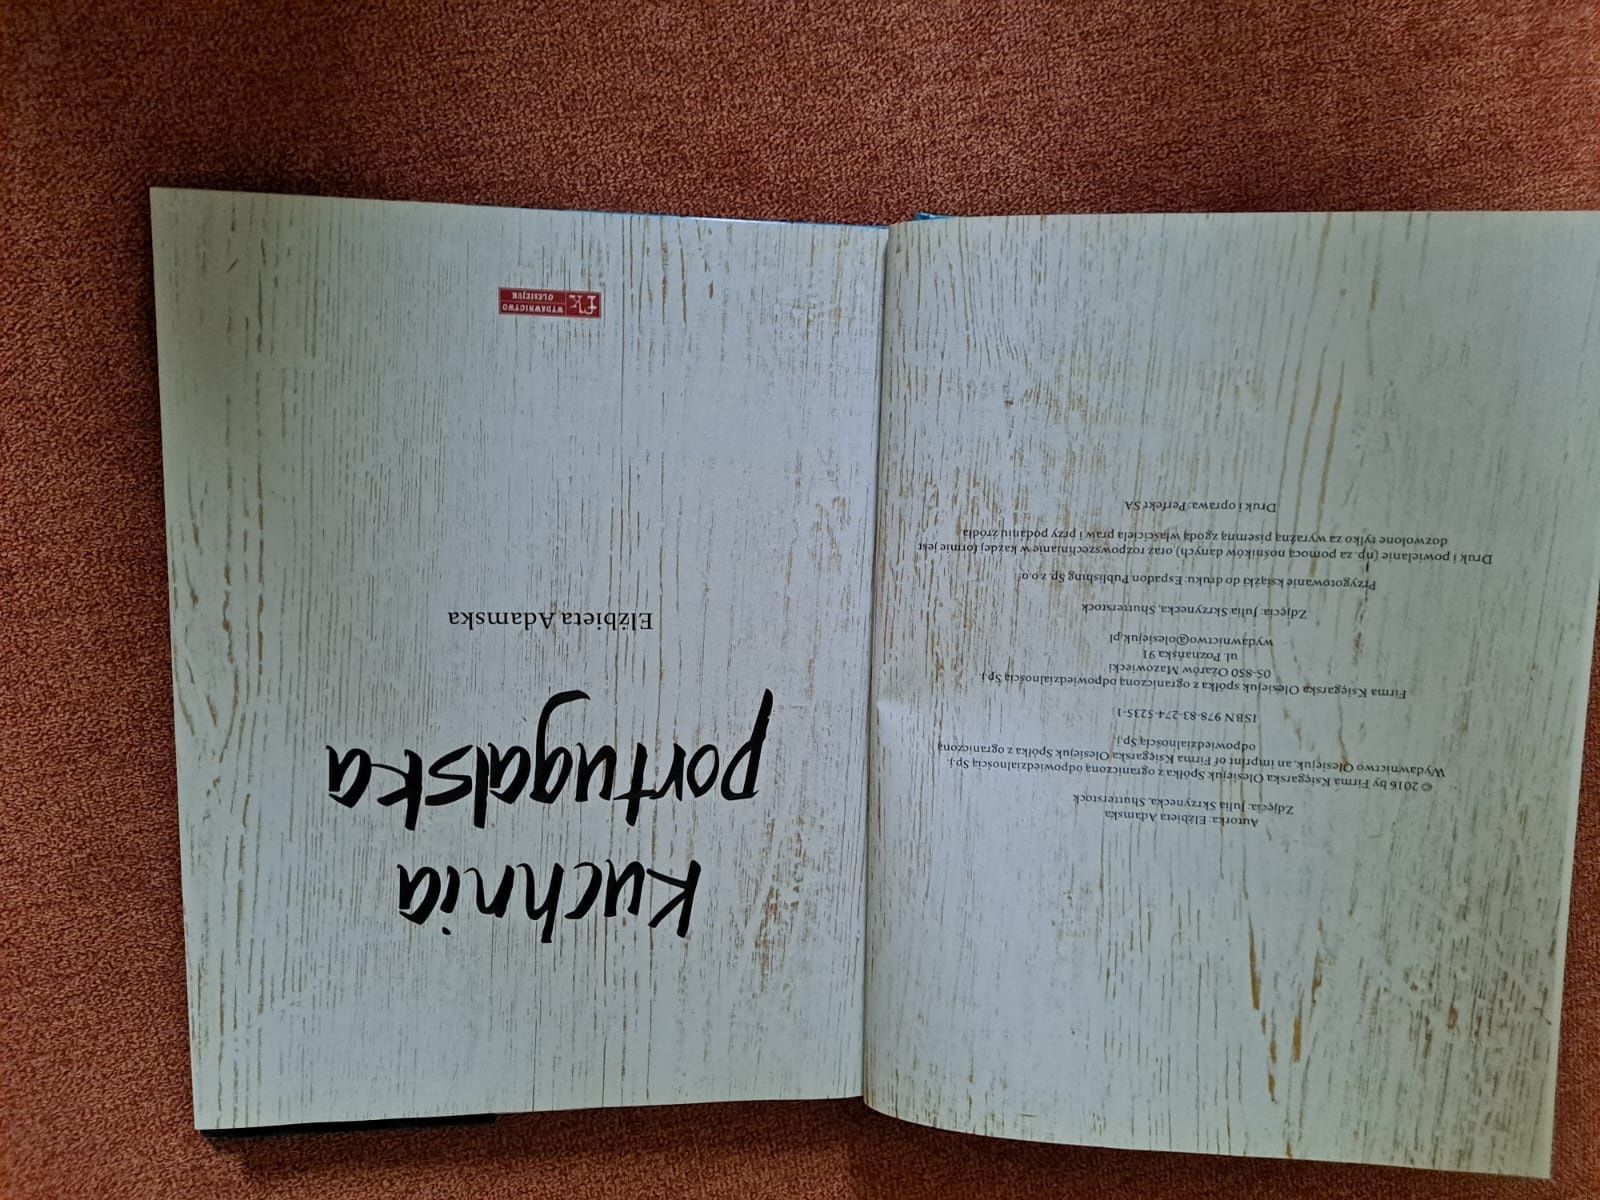 Autorka: Elżbieta Adamska
Zdjęcia: Julia Skrzynecka, Shutterstock
© 2016 by Firma Księgarska Olesiejuk Spółka z ograniczoną odpowiedzialnością Sp.j.
Wydawnictwo Olesiejuk, an imprint of Firma Księgarska Olesiejuk Spółka z ograniczoną
odpowiedzialnością Sp.j.
ISBN 978-83-274-5235-1
Firma Księgarska Olesiejuk spółka z ograniczoną odpowiedzialnością Sp.j.
05-850 Ożarów Mazowiecki
ul. Poznańska 91
wydawnictwo@olesiejuk.pl
Zdjęcia: Julia Skrzynecka, Shutterstock
Przygotowanie książki do druku: Espadon Publishing Sp. z o.o.
Druk i powielanie (np. za pomocą nośników danych) oraz rozpowszechnianie w każdej formie jest
dozwolone tylko za wyraźną pisemną zgodą właściciela praw i przy podaniu źródła
Druk i oprawa: Perfekt SA
Kuchnia
portugalska
Elżbieta Adamska
fk
WYDAWNICTWO
OLESIEJUK